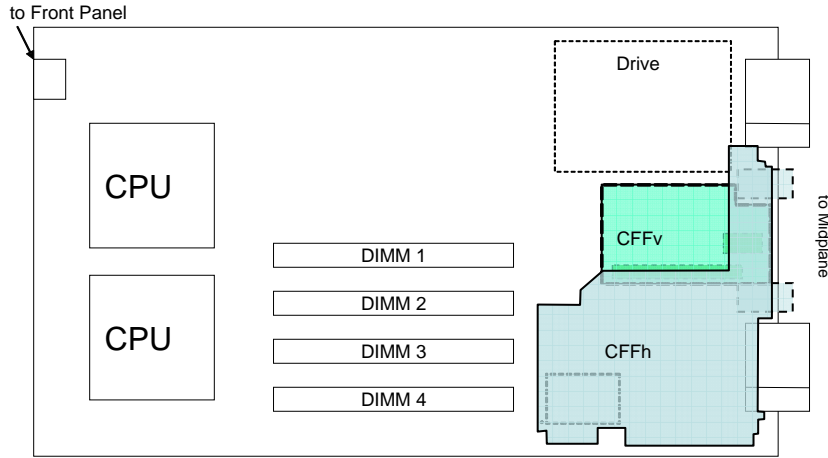 to Front Panel
Drive
CPU
to Midplane
CFFv
DIMM 1
DIMM 2
CPU
DIMM 3
CFFh
DIMM 4